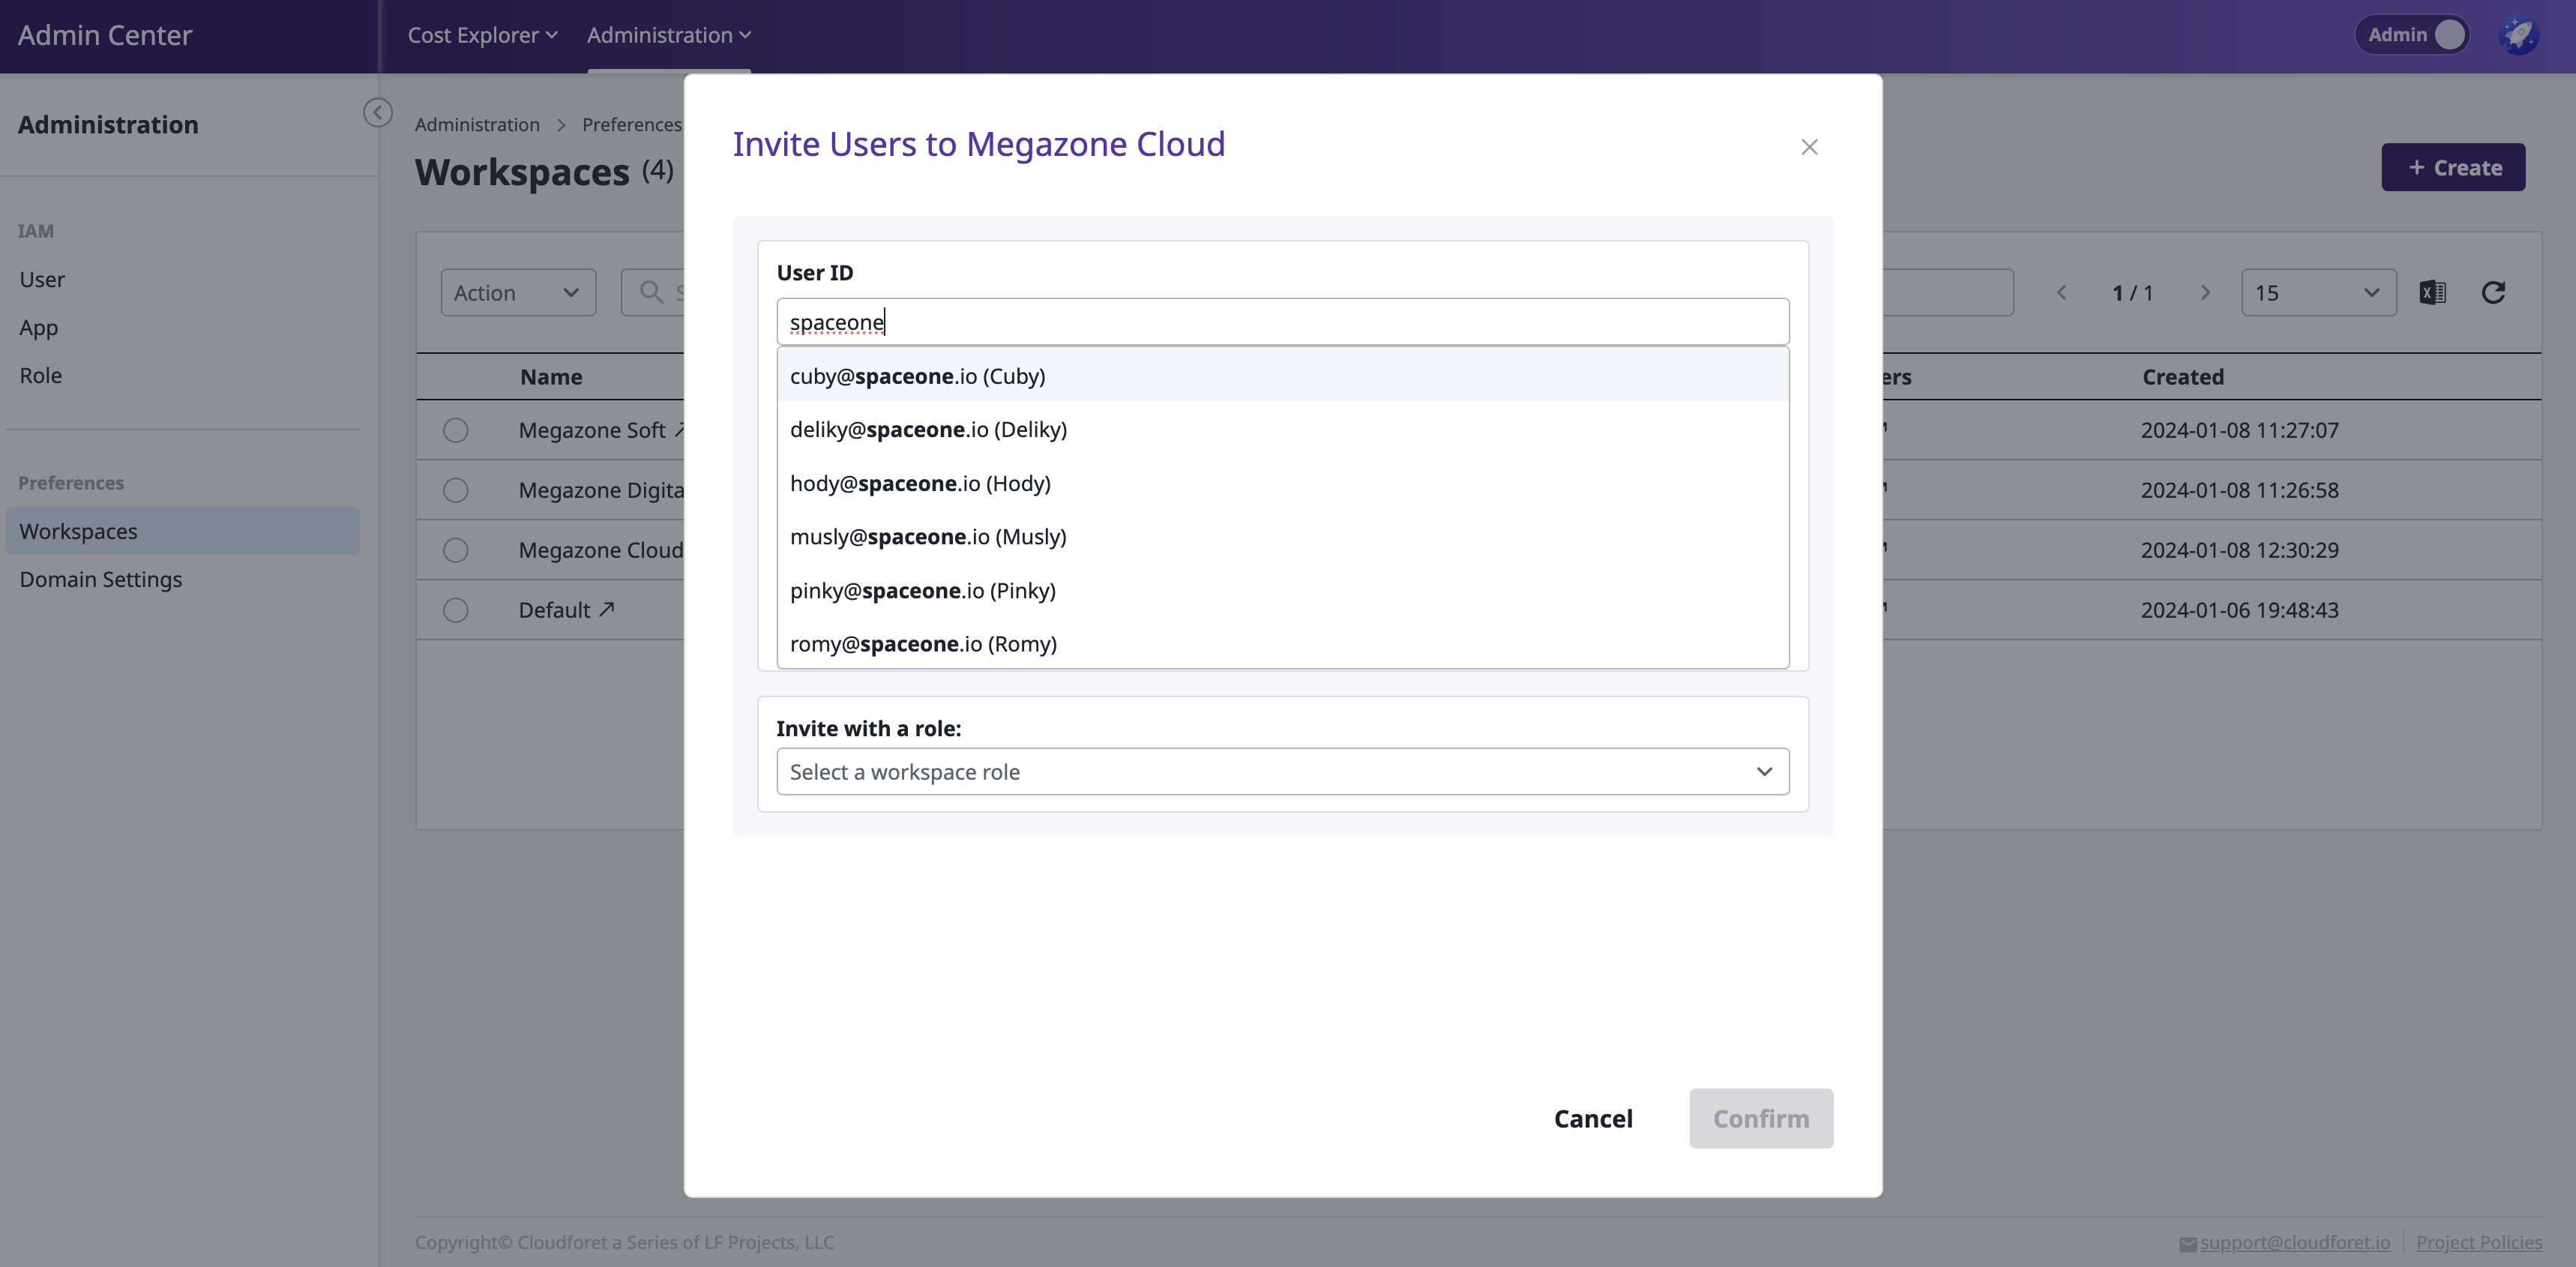 Admin Center
Cost Explorer
Administration
Admin
Administration
IAM
User
App
Role
Preferences
Workspaces
Domain Settings
Administration > Preferences
Workspaces (4)
+ Create
Action
1 / 1
15
Name
Created
Megazone Soft
2024-01-08 11:27:07
Megazone
2024-01-08 11:26:58
Megazone Cloud
2024-01-08 12:30:29
Default
2024-01-06 19:48:43
Invite Users to Megazone Cloud
User ID
spaceone
cuby@spaceone.io (Cuby)
deliky@spaceone.io (Deliky)
hody@spaceone.io (Hody)
musly@spaceone.io (Musly)
pinky@spaceone.io (Pinky)
romy@spaceone.io (Romy)
Invite with a role:
Select a workspace role
Cancel
Confirm
Copyright© Cloudforet a Series of LF Projects, LLC
support@cloudforet.io
Project Policies